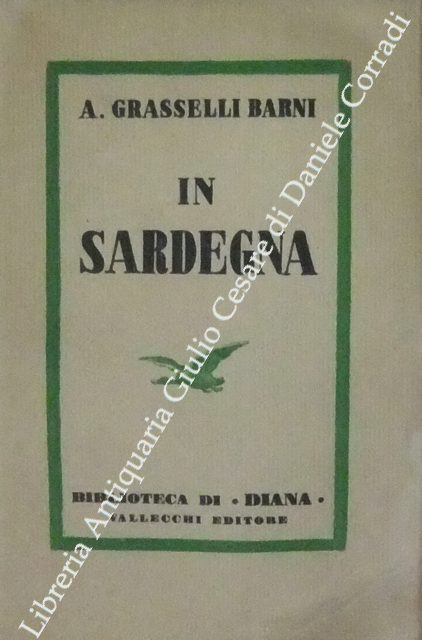 A. GRASSELLI BARNI
IN
SARDEGNA
BIBLIOTECA DI • DIANA •
VALLECCHI EDITORE
Libreria Antiquaria Giulio Cesare di Daniele Corradi